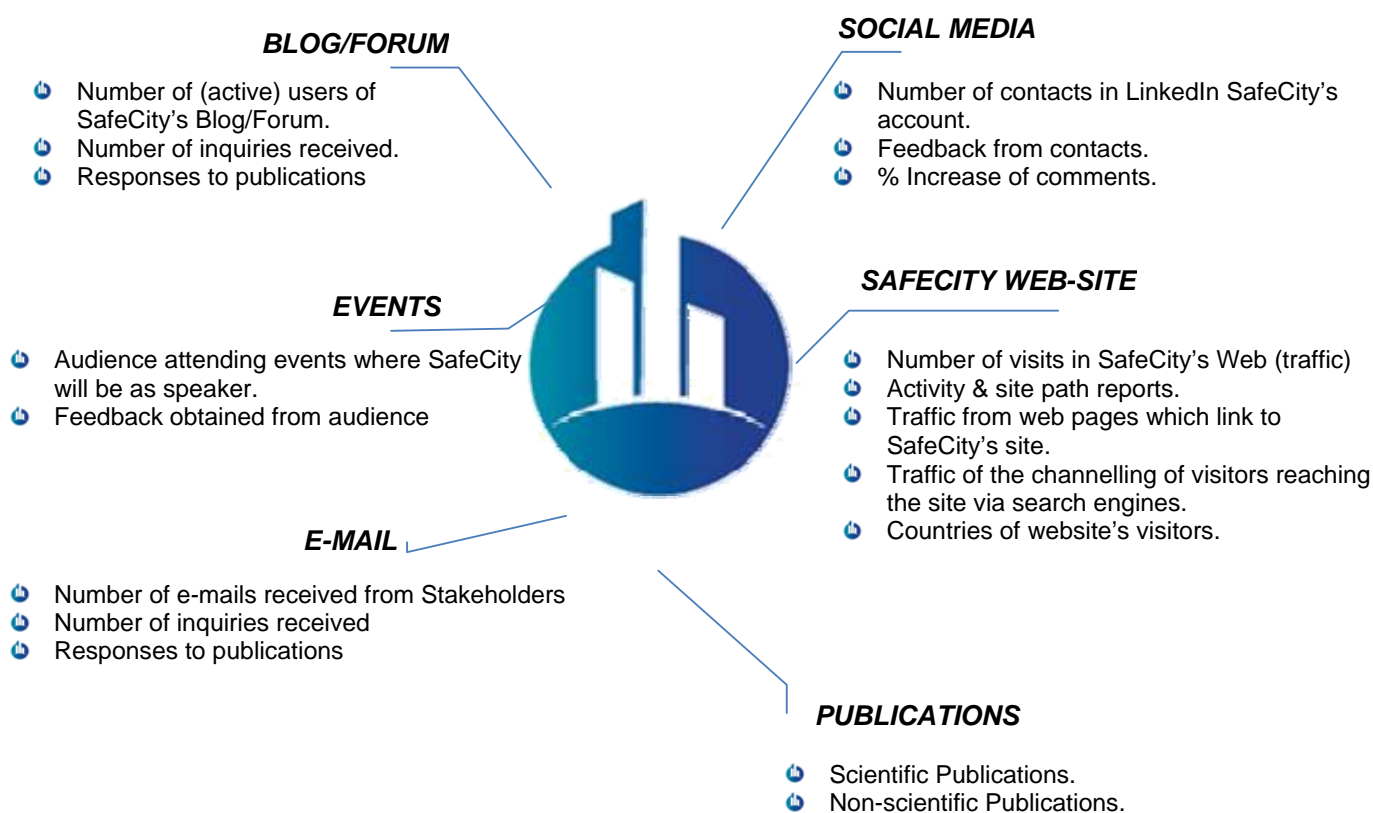 BLOG/FORUM
Number of (active) users of
SafeCity's Blog/Forum.
Number of inquiries received.
Responses to publications
SOCIAL MEDIA
Number of contacts in LinkedIn SafeCity's
account.
Feedback from contacts.
% Increase of comments.
EVENTS
Audience attending events where SafeCity
will be as speaker.
Feedback obtained from audience
SAFECITY WEB-SITE
Number of visits in SafeCity's Web (traffic)
Activity & site path reports.
Traffic from web pages which link to
SafeCity's site.
Traffic of the channelling of visitors reaching
the site via search engines.
Countries of website's visitors.
E-MAIL
Number of e-mails received from Stakeholders
Number of inquiries received
Responses to publications
PUBLICATIONS
Scientific Publications.
Non-scientific Publications.